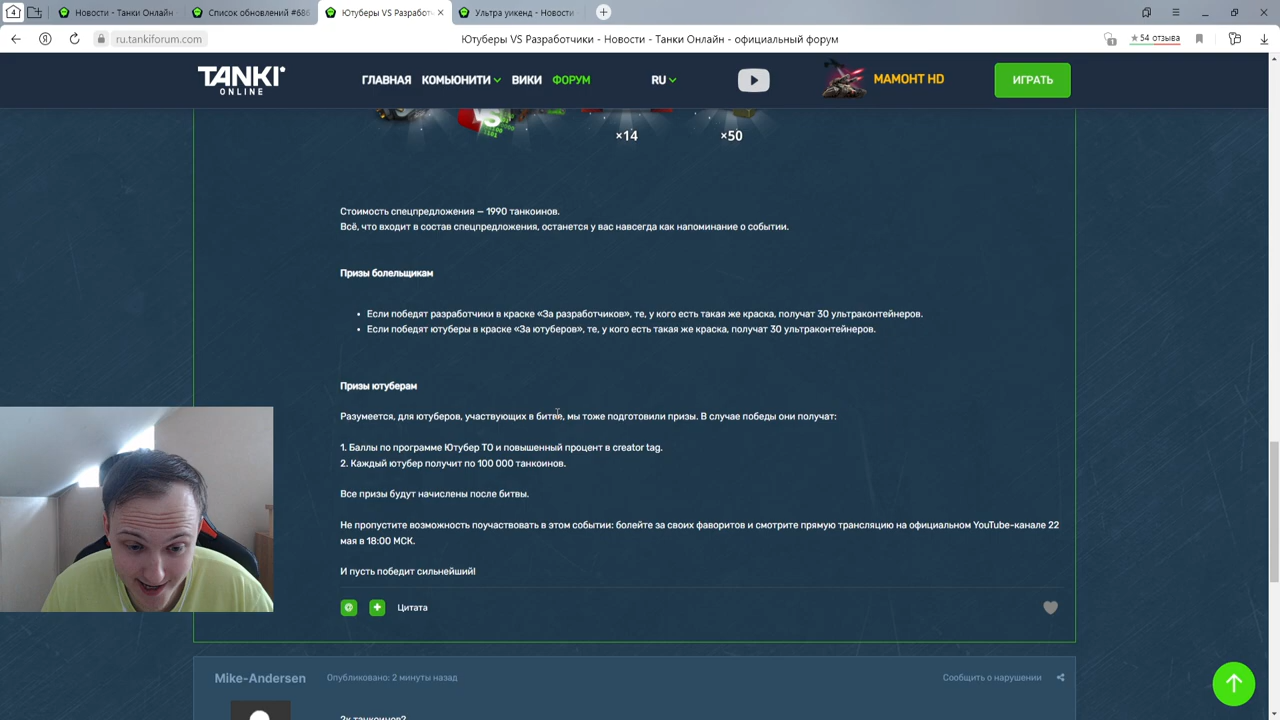 4
Новости - Танки Онлайн -
Список обновлений #688
Ютуберы VS Разработч
Ультра уикенд - Новости
ru.tankiforum.com
Ютуберы VS Разработчики - Новости - Танки Онлайн - официальный форум
54 отзыва
TANKI
ONLINE
ГЛАВНАЯ
КОМЬЮНИТИ
ВИКИ
ФОРУМ
RU
МАМОНТ HD
ИГРАТЬ
×14
×50
Стоимость спецпредложения — 1990 танкоинов.
Всё, что входит в состав спецпредложения, останется у вас навсегда как напоминание о событии.
Призы болельщикам
• Если победят разработчики в краске «За разработчиков», те, у кого есть такая же краска, получат 30 ультраконтейнеров.
• Если победят ютуберы в краске «За ютуберов», те, у кого есть такая же краска, получат 30 ультраконтейнеров.
Призы ютуберам
Разумеется, для ютуберов, участвующих в битве, мы тоже подготовили призы. В случае победы они получат:
1. Баллы по программе Ютубер ТО и повышенный процент в creator tag.
2. Каждый ютубер получит по 100 000 танкоинов.
Все призы будут начислены после битвы.
Не пропустите возможность поучаствовать в этом событии: болейте за своих фаворитов и смотрите прямую трансляцию на официальном YouTube-канале 22
мая в 18:00 МСК.
И пусть победит сильнейший!
Цитата
Mike-Andersen
Опубликовано: 2 минуты назад
Сообщить о нарушении
2к танкоинов?